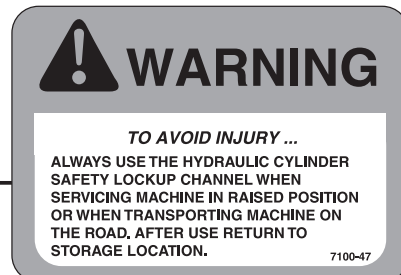 WARNING
TO AVOID INJURY ...
ALWAYS USE THE HYDRAULIC CYLINDER
SAFETY LOCKUP CHANNEL WHEN
SERVICING MACHINE IN RAISED POSITION
OR WHEN TRANSPORTING MACHINE ON
THE ROAD. AFTER USE RETURN TO
STORAGE LOCATION.
7100-47